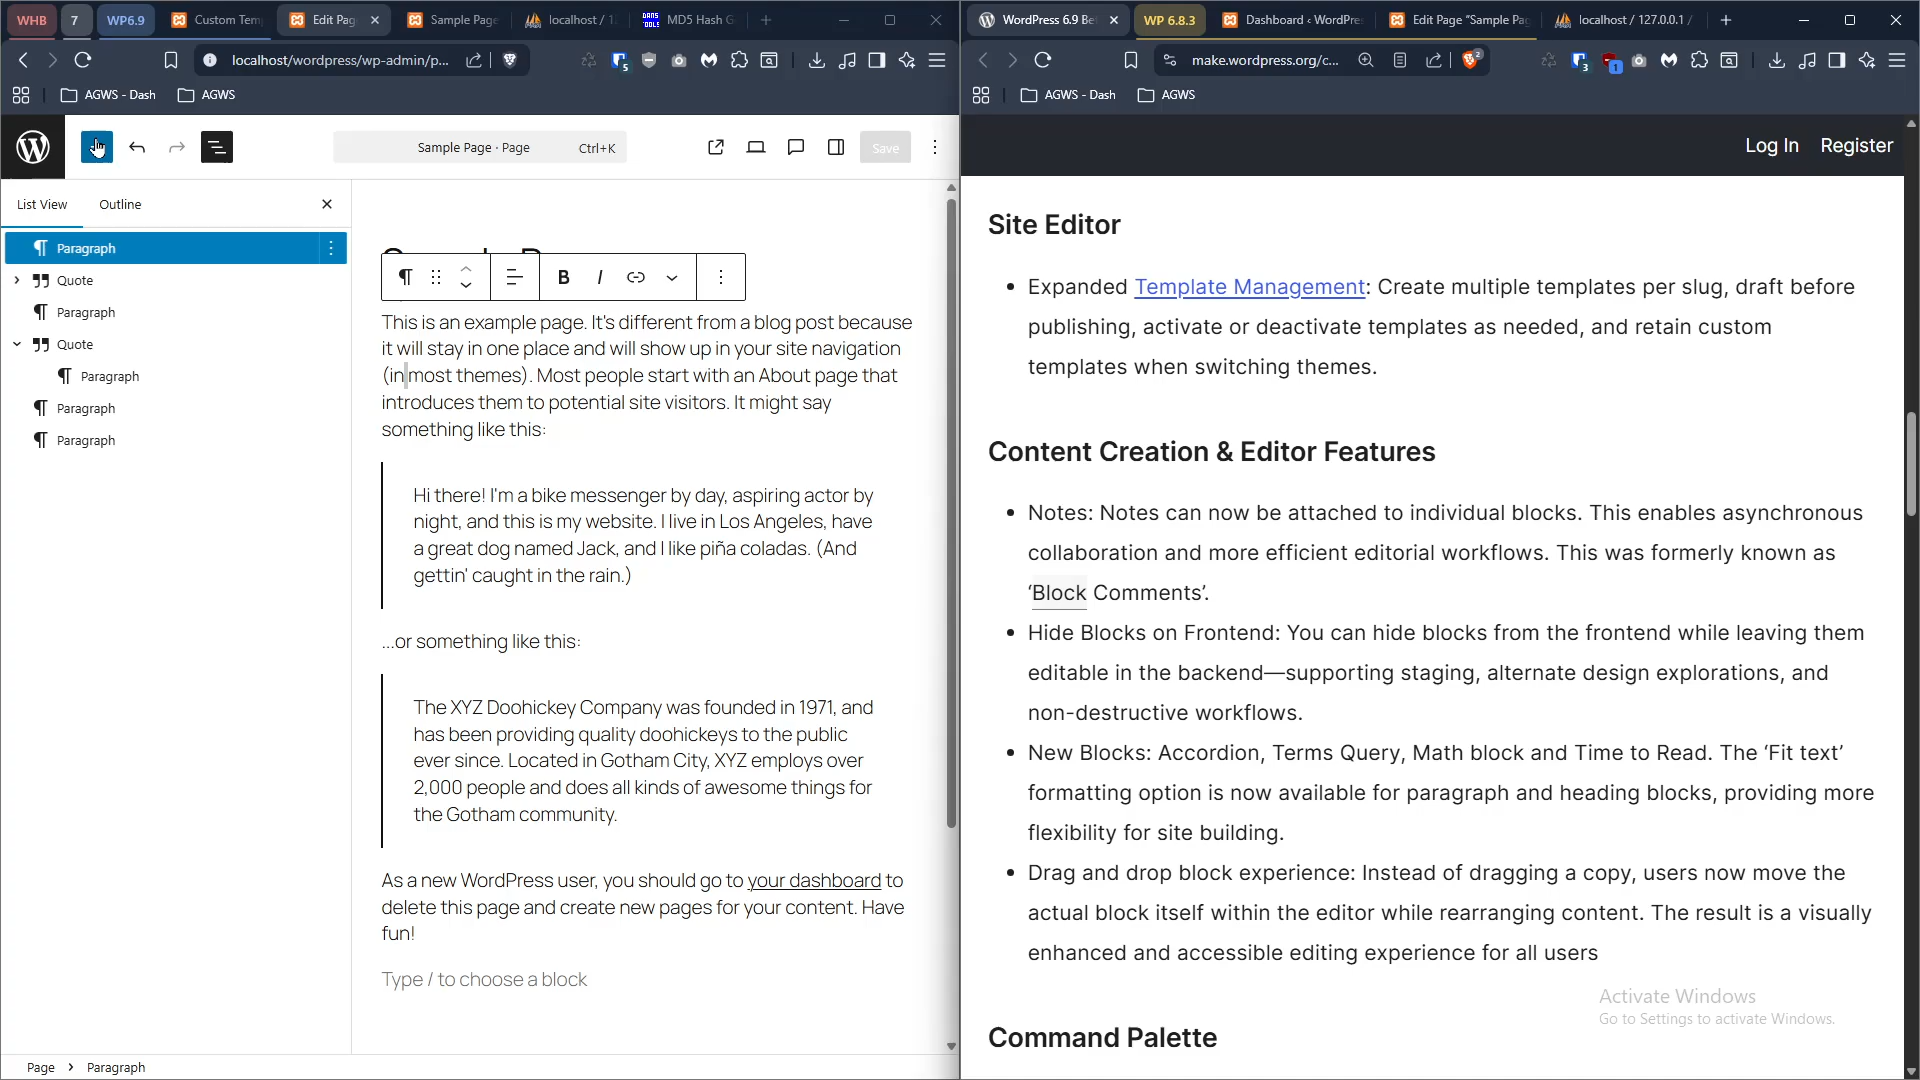 WHB
7
WP6.9
Custom Tem
Edit Pag
Sample Page
localhost / 12
MD5 Hash G
WordPress 6.9 Be
WP 6.8.3
Dashboard ‹ WordPre
Edit Page “Sample Pag
localhost / 127.0.0.1 /
localhost/wordpress/wp-admin/p...
5
make.wordpress.org/c...
2
3
1
AGWS - Dash
AGWS
AGWS - Dash
AGWS
Sample Page · Page
Ctrl+K
Save
Log In
Register
List View
Outline
Paragraph
Quote
Paragraph
Quote
Paragraph
Paragraph
Paragraph
B
I
This is an example page. It's different from a blog post because
it will stay in one place and will show up in your site navigation
(in most themes). Most people start with an About page that
introduces them to potential site visitors. It might say
something like this:
Hi there! I'm a bike messenger by day, aspiring actor by
night, and this is my website. I live in Los Angeles, have
a great dog named Jack, and I like piña coladas. (And
gettin' caught in the rain.)
...or something like this:
The XYZ Doohickey Company was founded in 1971, and
has been providing quality doohickeys to the public
ever since. Located in Gotham City, XYZ employs over
2,000 people and does all kinds of awesome things for
the Gotham community.
As a new WordPress user, you should go to your dashboard to
delete this page and create new pages for your content. Have
fun!
Type / to choose a block
Page
Paragraph
Site Editor
Expanded Template Management: Create multiple templates per slug, draft before
publishing, activate or deactivate templates as needed, and retain custom
templates when switching themes.
Content Creation & Editor Features
Notes: Notes can now be attached to individual blocks. This enables asynchronous
collaboration and more efficient editorial workflows. This was formerly known as
‘Block Comments’.
Hide Blocks on Frontend: You can hide blocks from the frontend while leaving them
editable in the backend—supporting staging, alternate design explorations, and
non-destructive workflows.
New Blocks: Accordion, Terms Query, Math block and Time to Read. The ‘Fit text’
formatting option is now available for paragraph and heading blocks, providing more
flexibility for site building.
Drag and drop block experience: Instead of dragging a copy, users now move the
actual block itself within the editor while rearranging content. The result is a visually
enhanced and accessible editing experience for all users
Activate Windows
Go to Settings to activate Windows.
Command Palette